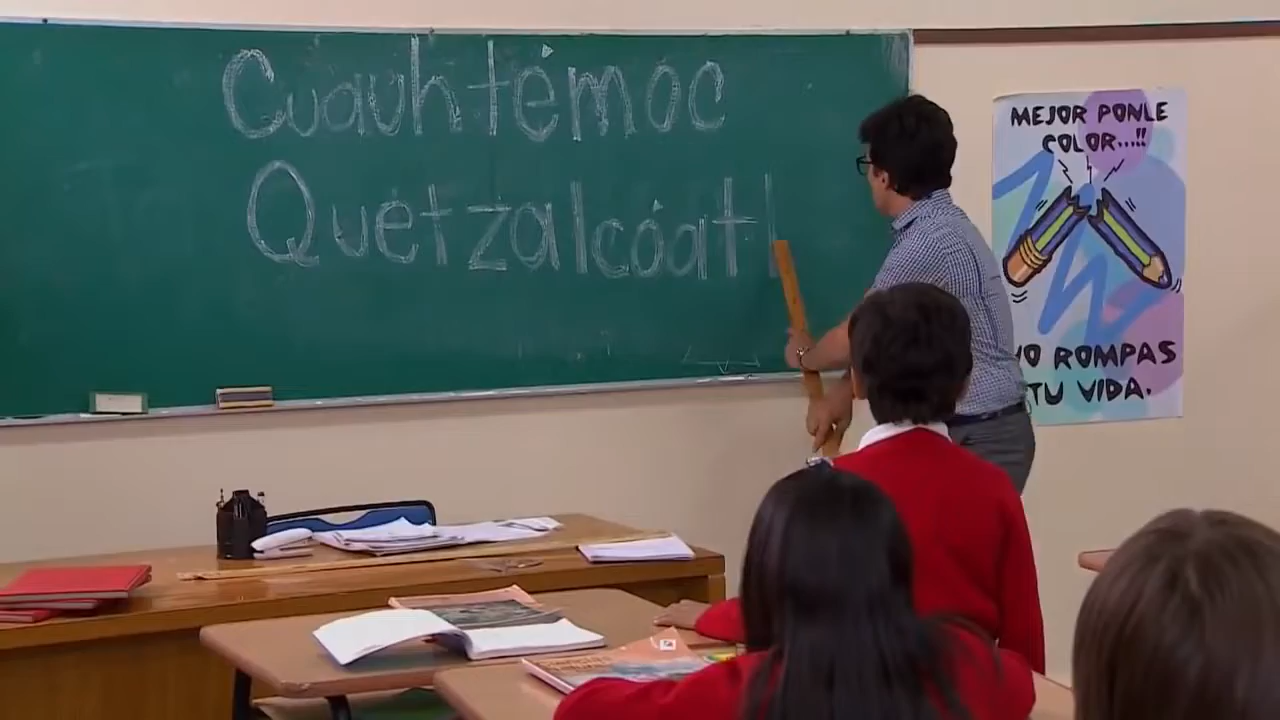 Cuauhtémoc
Quetzalcóatl
MEJOR PONLE
COLOR...!!
NO ROMPAS
TU VIDA.